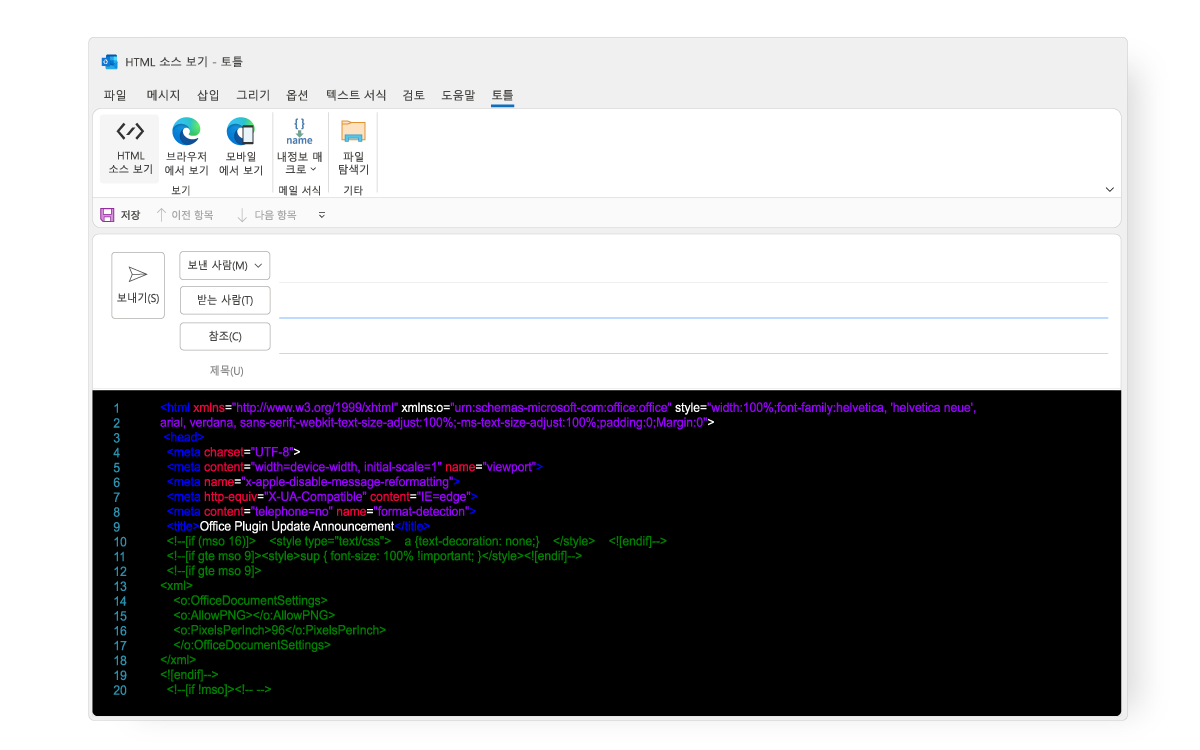 HTML 소스 보기 - 토틀
파일 메시지 삽입 그리기 옵션 텍스트 서식 검토 도움말 토틀
HTML
소스 보기
브라우저
에서 보기
모바일
에서 보기
보기
{ }
name
내정보 매
크로
메일 서식
파일
탐색기
기타
저장 이전 항목 다음 항목
보내기(S)
보낸 사람(M)
받는 사람(T)
참조(C)
제목(U)
1 <html xmlns="http://www.w3.org/1999/xhtml" xmlns:o="urn:schemas-microsoft-com:office:office" style="width:100%;font-family:helvetica, 'helvetica neue',
2 arial, verdana, sans-serif;-webkit-text-size-adjust:100%;-ms-text-size-adjust:100%;padding:0;Margin:0">
3 <head>
4 <meta charset="UTF-8">
5 <meta content="width=device-width, initial-scale=1" name="viewport">
6 <meta name="x-apple-disable-message-reformatting">
7 <meta http-equiv="X-UA-Compatible" content="IE=edge">
8 <meta content="telephone=no" name="format-detection">
9 <title>Office Plugin Update Announcement</title>
10 <!--[if (mso 16)]> <style type="text/css"> a {text-decoration: none;} </style> <![endif]-->
11 <!--[if gte mso 9]><style>sup { font-size: 100% !important; }</style><![endif]-->
12 <!--[if gte mso 9]>
13 <xml>
14 <o:OfficeDocumentSettings>
15 <o:AllowPNG></o:AllowPNG>
16 <o:PixelsPerInch>96</o:PixelsPerInch>
17 </o:OfficeDocumentSettings>
18 </xml>
19 <![endif]-->
20 <!--[if !mso]><!-- -->